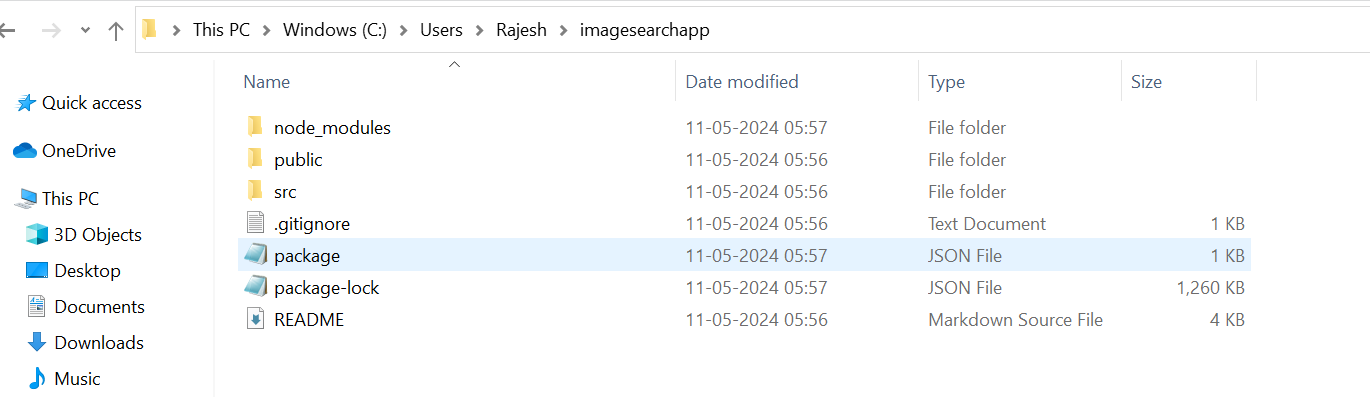 This PC > Windows (C:) > Users > Rajesh > imagesearchapp
Name Date modified Type Size
Quick access
OneDrive
This PC
3D Objects
Desktop
Documents
Downloads
Music
node_modules 11-05-2024 05:57 File folder
public 11-05-2024 05:56 File folder
src 11-05-2024 05:56 File folder
.gitignore 11-05-2024 05:56 Text Document 1 KB
package 11-05-2024 05:57 JSON File 1 KB
package-lock 11-05-2024 05:57 JSON File 1,260 KB
README 11-05-2024 05:56 Markdown Source File 4 KB